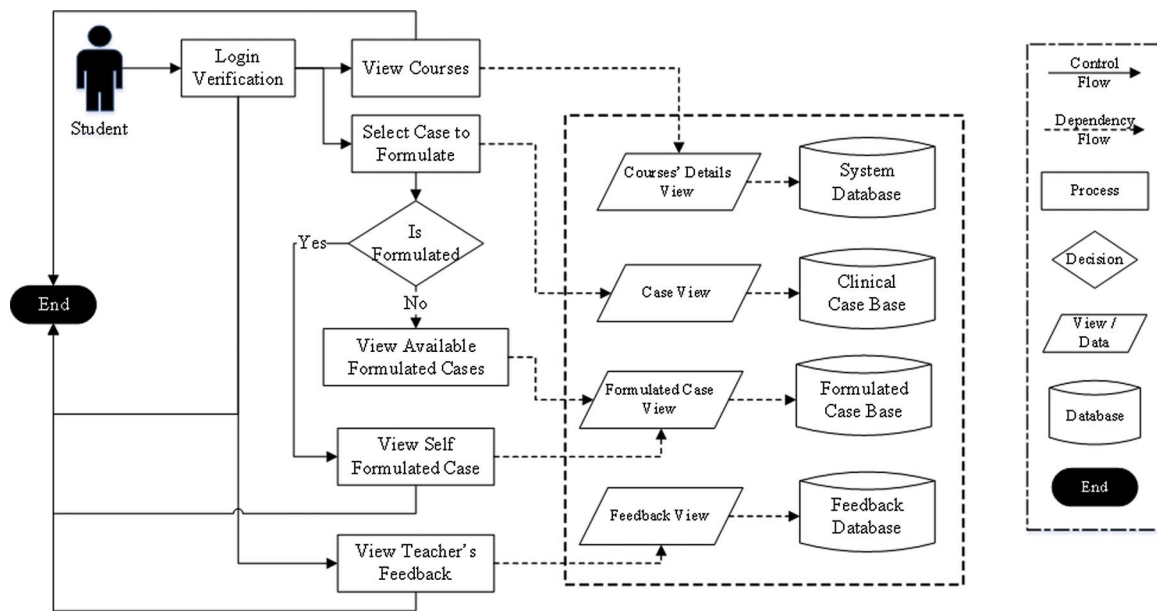 Student
Login
Verification
View Courses
Select Case to
Formulate
Is
Formulated
Yes
No
End
View Available
Formulated Cases
View Self
Formulated Case
View Teacher's
Feedback
Courses' Details
View
System
Database
Case View
Clinical
Case Base
Formulated Case
View
Formulated
Case Base
Feedback View
Feedback
Database
Control
Flow
Dependency
Flow
Process
Decision
View /
Data
Database
End